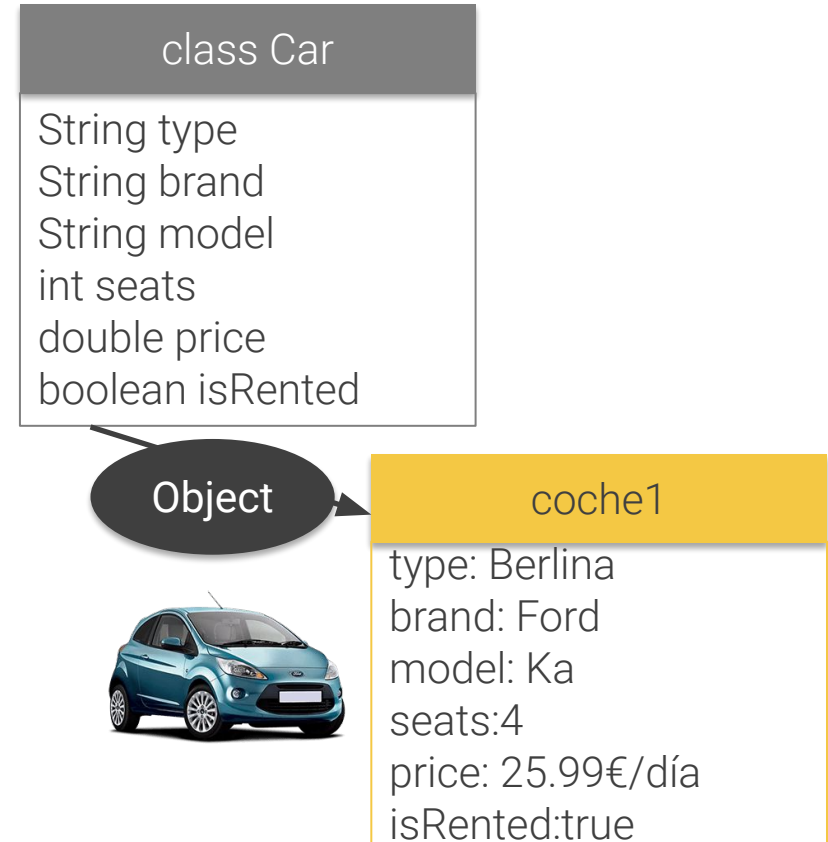 class Car
String type
String brand
String model
int seats
double price
boolean isRented
Object
coche1
type: Berlina
brand: Ford
model: Ka
seats:4
price: 25.99€/día
isRented:true